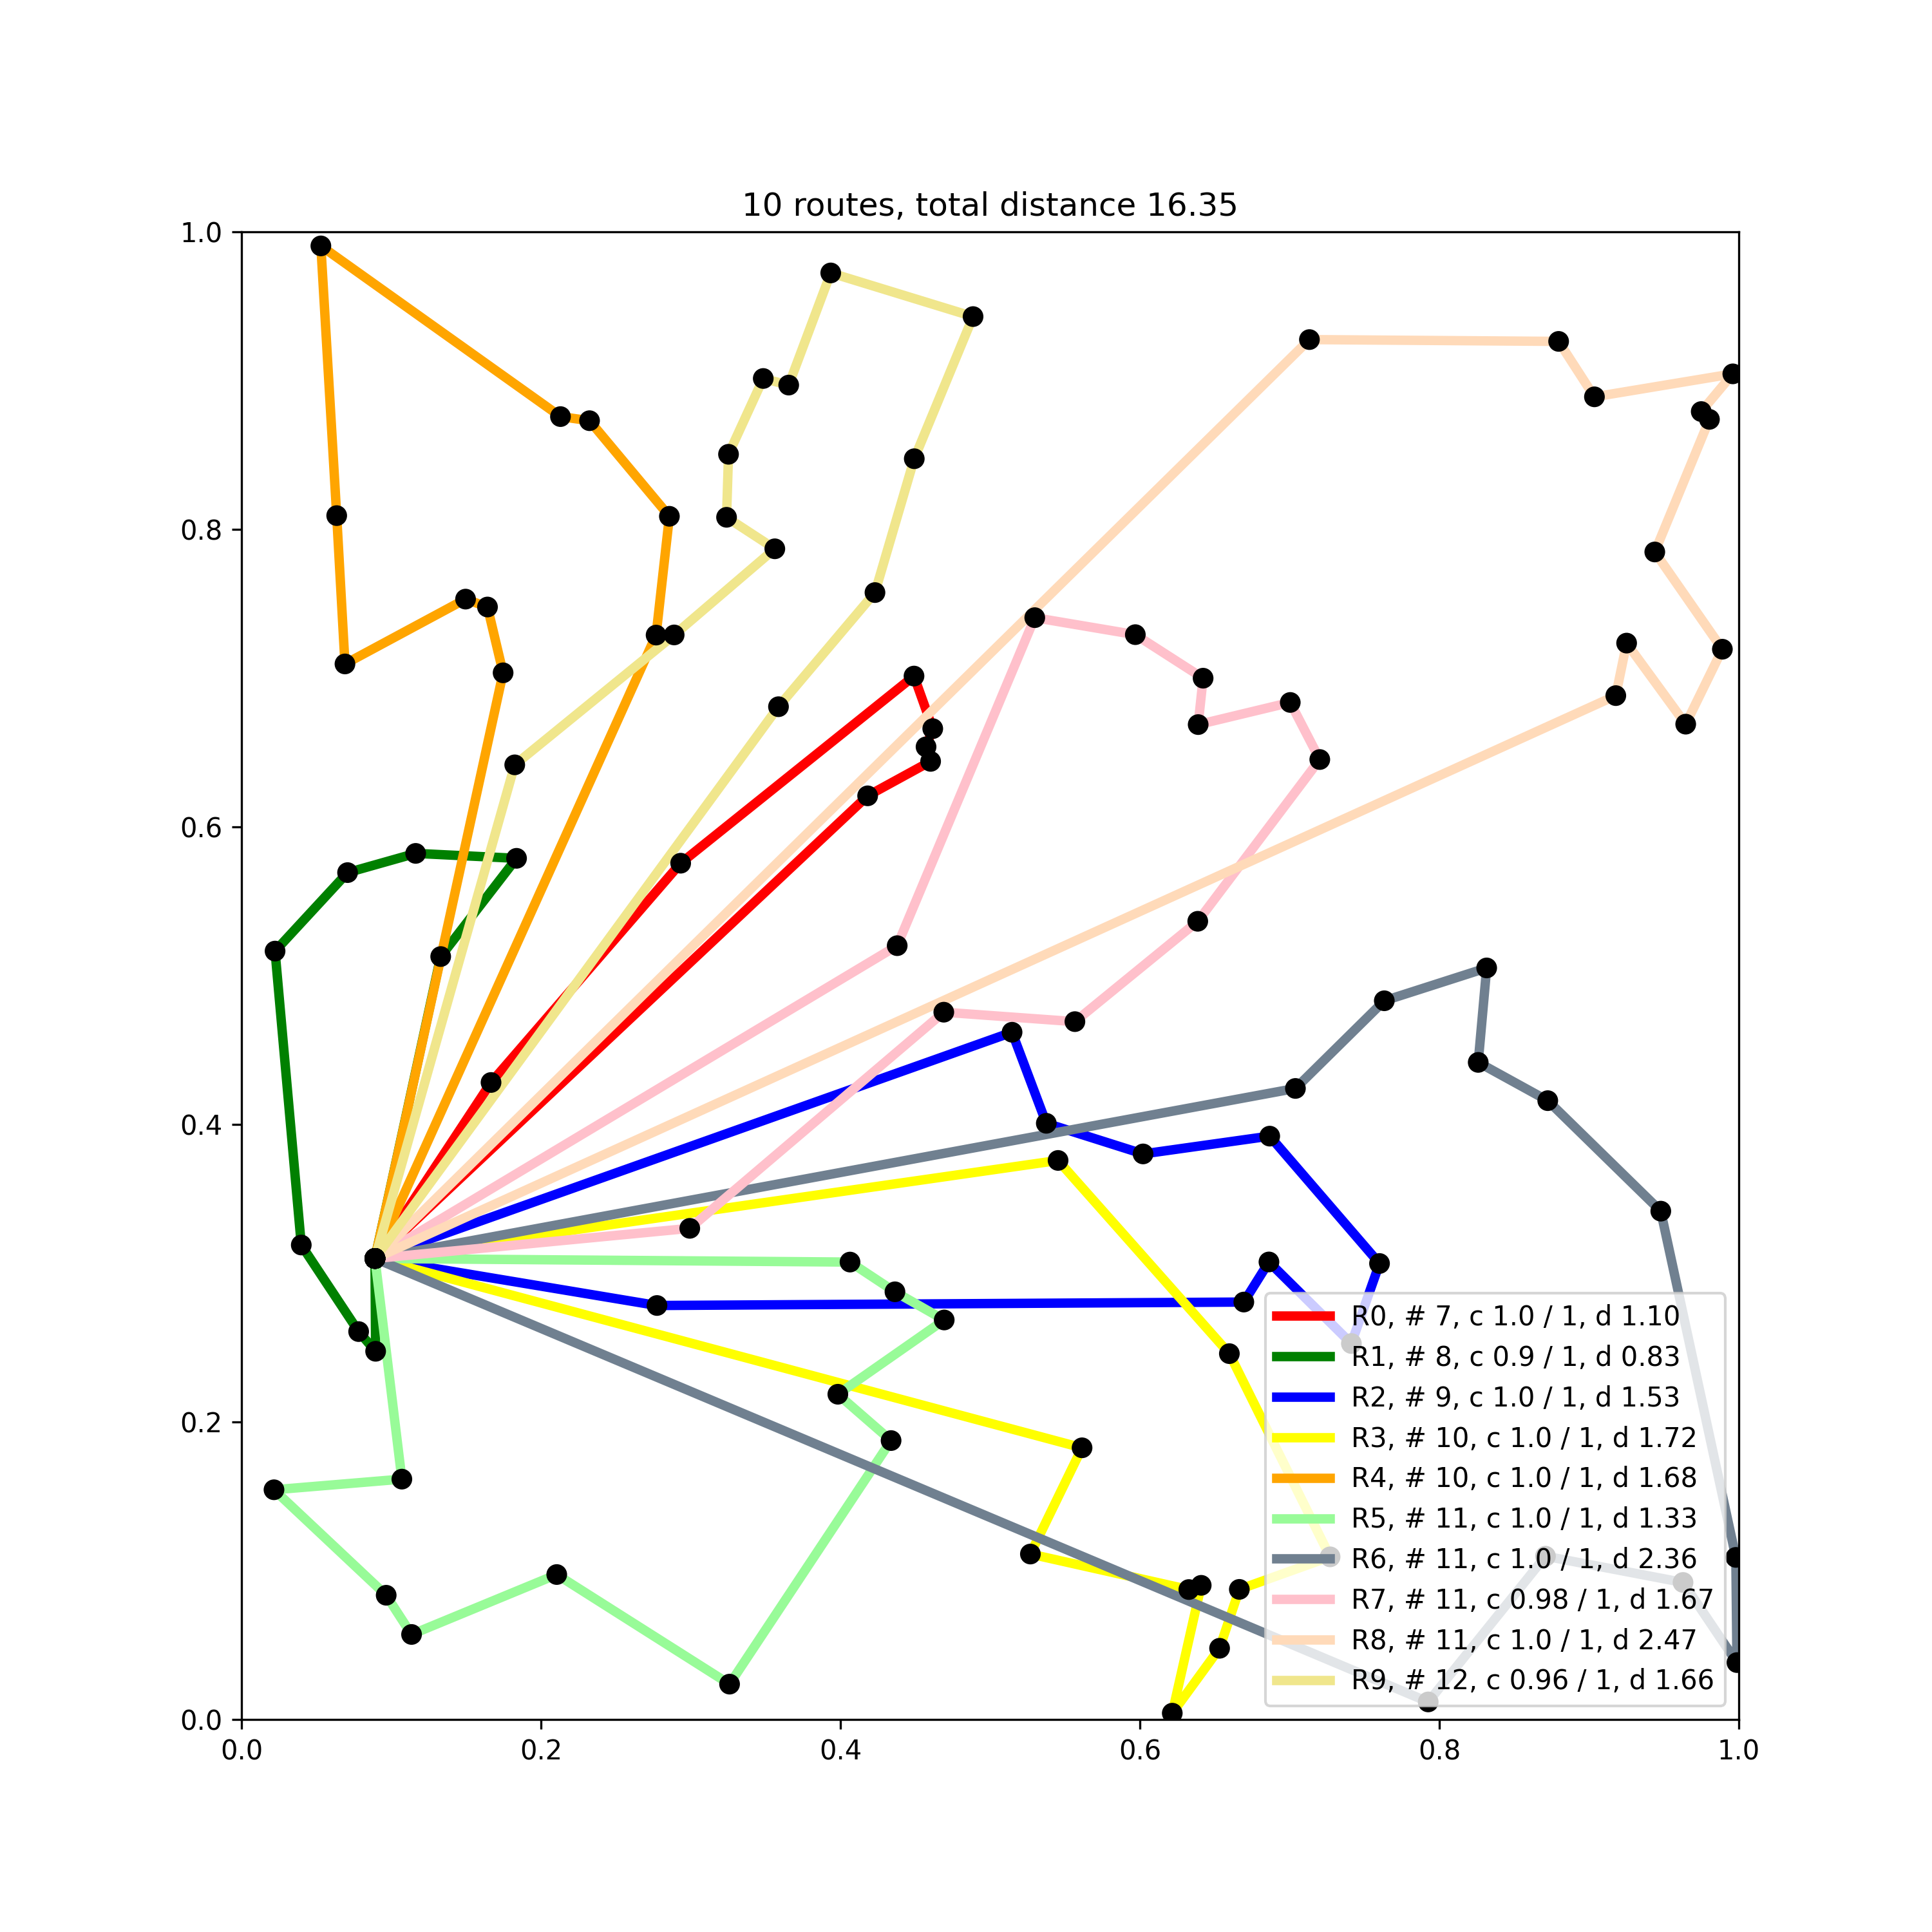 10 routes, total distance 16.35
1.0
0.8
0.6
0.4
0.2
0.0
R0, # 7, c 1.0 / 1, d 1.10
R1, # 8, c 0.9 / 1, d 0.83
R2, # 9, c 1.0 / 1, d 1.53
R3, # 10, c 1.0 / 1, d 1.72
R4, # 10, c 1.0 / 1, d 1.68
R5, # 11, c 1.0 / 1, d 1.33
R6, # 11, c 1.0 / 1, d 2.36
R7, # 11, c 0.98 / 1, d 1.67
R8, # 11, c 1.0 / 1, d 2.47
R9, # 12, c 0.96 / 1, d 1.66
0.0 0.2 0.4 0.6 0.8 1.0